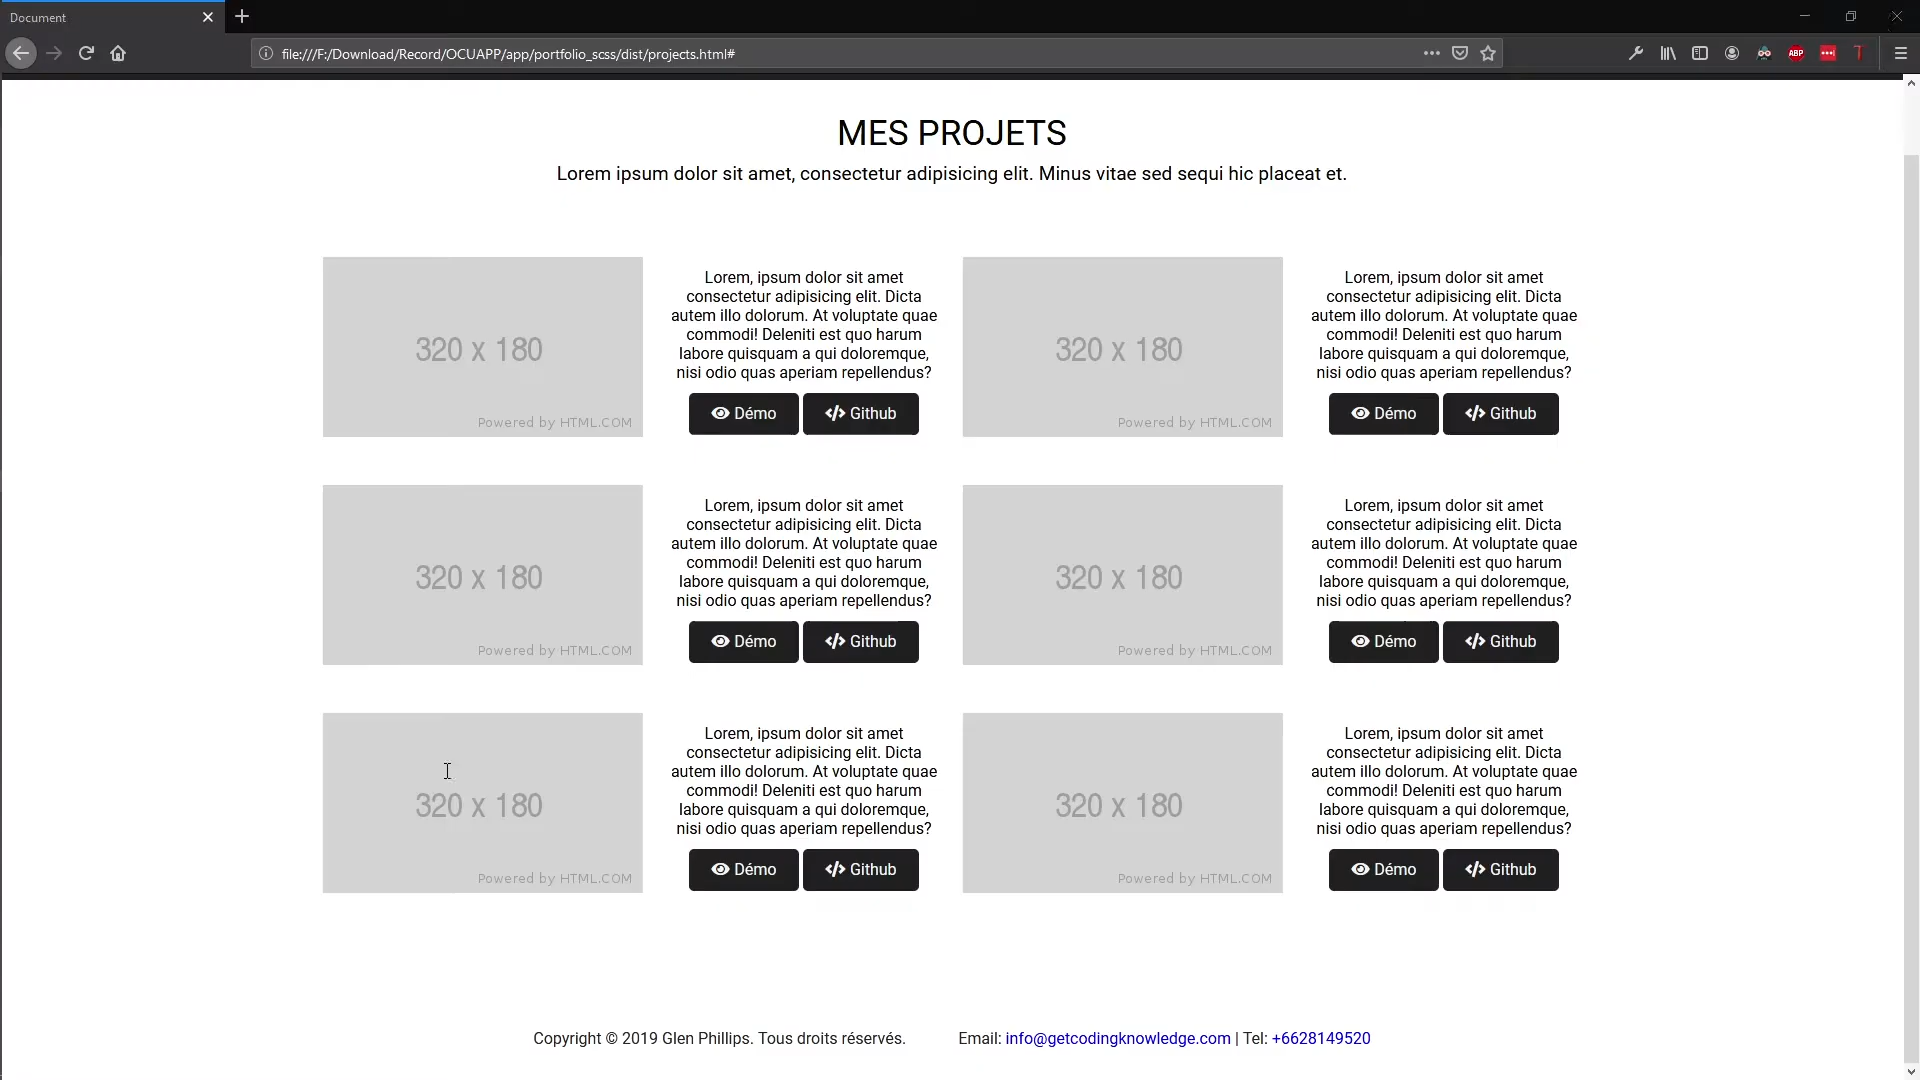 Document
file:///F:/Download/Record/OCUAPP/app/portfolio_scss/dist/projects.html#
ABP
MES PROJETS
Lorem ipsum dolor sit amet, consectetur adipisicing elit. Minus vitae sed sequi hic placeat et.
320 x 180
Powered by HTML.COM
Lorem, ipsum dolor sit amet
consectetur adipisicing elit. Dicta
autem illo dolorum. At voluptate quae
commodi! Deleniti est quo harum
labore quisquam a qui doloremque,
nisi odio quas aperiam repellendus?
Démo
Github
320 x 180
Powered by HTML.COM
Lorem, ipsum dolor sit amet
consectetur adipisicing elit. Dicta
autem illo dolorum. At voluptate quae
commodi! Deleniti est quo harum
labore quisquam a qui doloremque,
nisi odio quas aperiam repellendus?
Démo
Github
320 x 180
Powered by HTML.COM
Lorem, ipsum dolor sit amet
consectetur adipisicing elit. Dicta
autem illo dolorum. At voluptate quae
commodi! Deleniti est quo harum
labore quisquam a qui doloremque,
nisi odio quas aperiam repellendus?
Démo
Github
320 x 180
Powered by HTML.COM
Lorem, ipsum dolor sit amet
consectetur adipisicing elit. Dicta
autem illo dolorum. At voluptate quae
commodi! Deleniti est quo harum
labore quisquam a qui doloremque,
nisi odio quas aperiam repellendus?
Démo
Github
320 x 180
Powered by HTML.COM
Lorem, ipsum dolor sit amet
consectetur adipisicing elit. Dicta
autem illo dolorum. At voluptate quae
commodi! Deleniti est quo harum
labore quisquam a qui doloremque,
nisi odio quas aperiam repellendus?
Démo
Github
320 x 180
Powered by HTML.COM
Lorem, ipsum dolor sit amet
consectetur adipisicing elit. Dicta
autem illo dolorum. At voluptate quae
commodi! Deleniti est quo harum
labore quisquam a qui doloremque,
nisi odio quas aperiam repellendus?
Démo
Github
Copyright © 2019 Glen Phillips. Tous droits réservés.
Email: info@getcodingknowledge.com | Tel: +6628149520